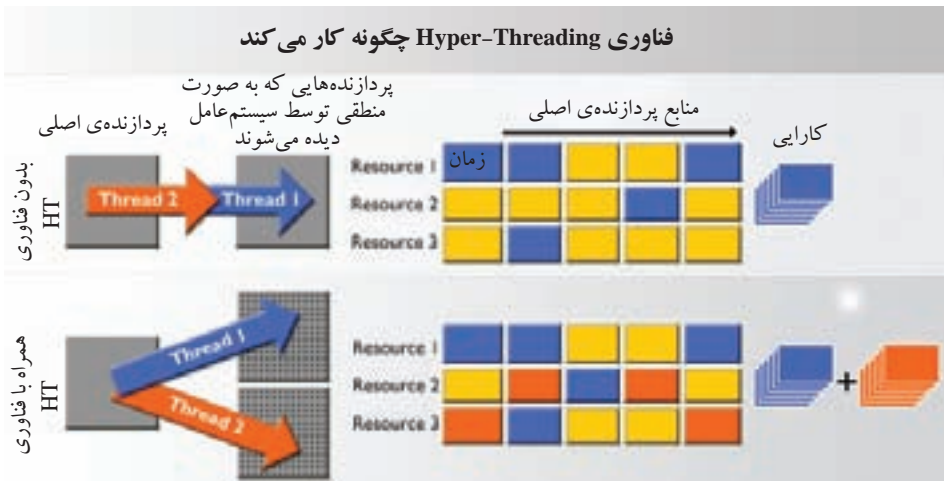 فناوری Hyper-Threading چگونه کار می‌کند
پردازنده‌ی اصلی
پردازنده‌هایی که به صورت
منطقی توسط سیستم‌عامل
دیده می‌شوند
منابع پردازنده‌ی اصلی
کارایی
بدون فناوری
HT
Thread 2
Thread 1
زمان
Resource 1
Resource 2
Resource 3
همراه با فناوری
HT
Thread 1
Thread 2
Resource 1
Resource 2
Resource 3
+